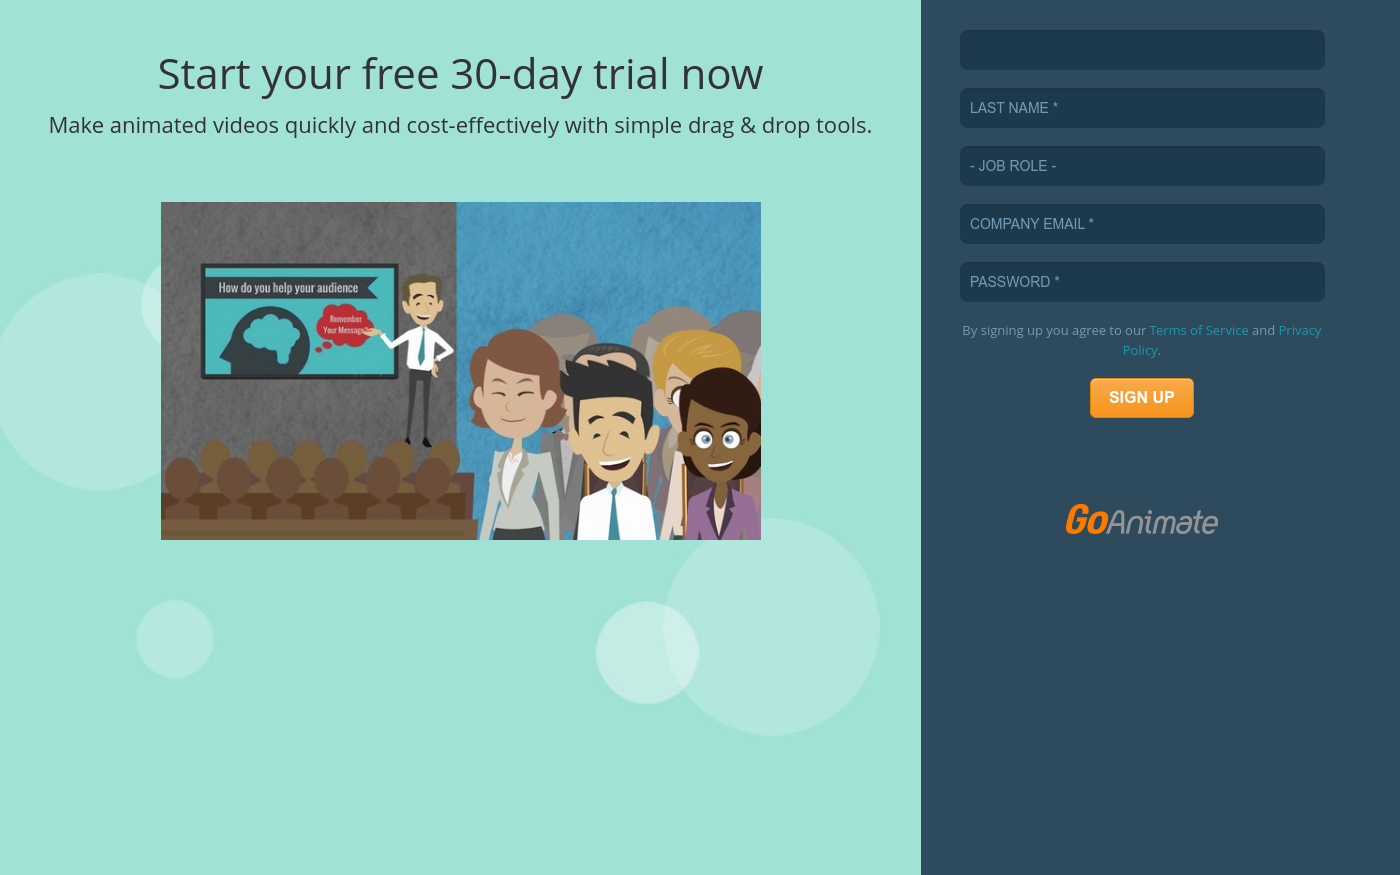 Start your free 30-day trial now
Make animated videos quickly and cost-effectively with simple drag & drop tools.
How do you help your audience
Remember
Your Message?
LAST NAME *
- JOB ROLE -
COMPANY EMAIL *
PASSWORD *
By signing up you agree to our Terms of Service and Privacy
Policy.
SIGN UP
GoAnimate